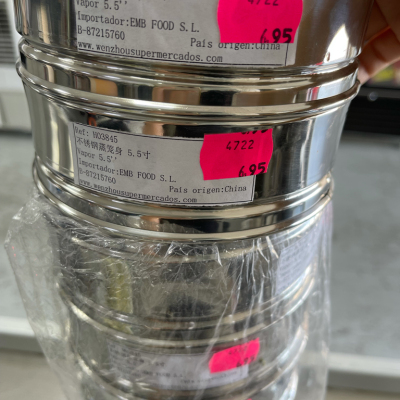 Vapor 5.5''
Importador:EMB FOOD S.L.
B-87215760
Pais origen:China
www.wenzhousupermercados.com
4722
6.95
Ref: H03845
不锈钢蒸笼身 5.5寸
Vapor 5.5''
Importador:EMB FOOD S.L.
B-87215760
Pais origen:China
www.wenzhousupermercados.com
4722
6.95